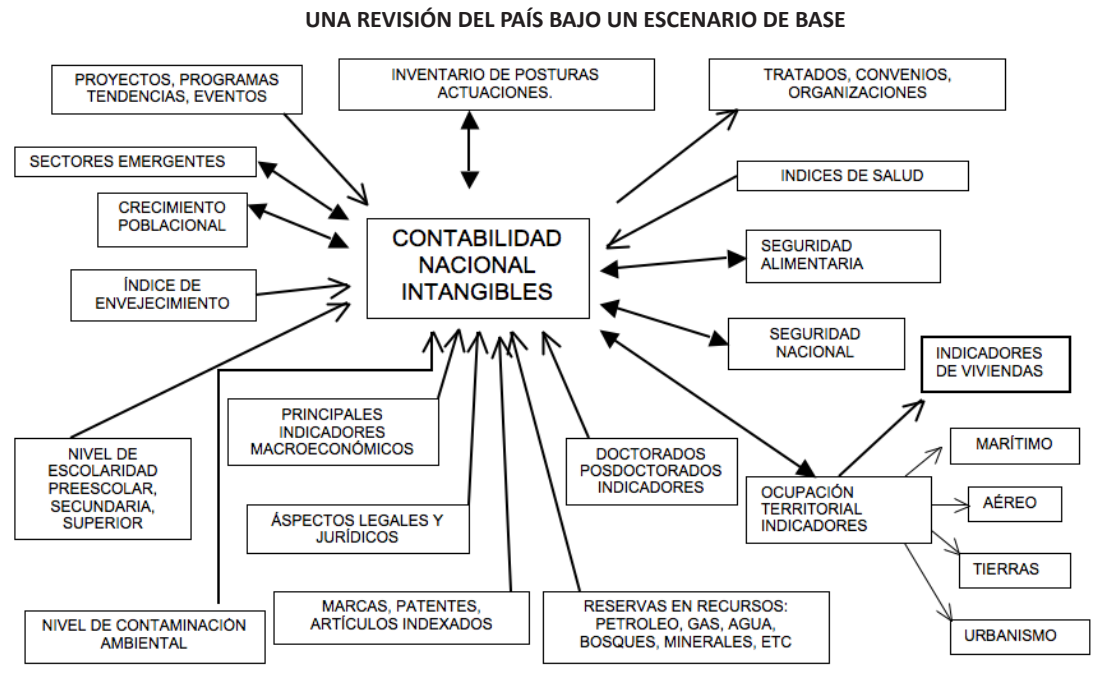 UNA REVISIÓN DEL PAÍS BAJO UN ESCENARIO DE BASE
PROYECTOS, PROGRAMAS
TENDENCIAS, EVENTOS
INVENTARIO DE POSTURAS
ACTUACIONES.
TRATADOS, CONVENIOS,
ORGANIZACIONES
SECTORES EMERGENTES
INDICES DE SALUD
CRECIMIENTO
POBLACIONAL
CONTABILIDAD
NACIONAL
INTANGIBLES
SEGURIDAD
ALIMENTARIA
ÍNDICE DE
ENVEJECIMIENTO
SEGURIDAD
NACIONAL
INDICADORES
DE VIVIENDAS
PRINCIPALES
INDICADORES
MACROECONÓMICOS
NIVEL DE
ESCOLARIDAD
PREESCOLAR,
SECUNDARIA,
SUPERIOR
DOCTORADOS
POSDOCTORADOS
INDICADORES
MARÍTIMO
OCUPACIÓN
TERRITORIAL
INDICADORES
AÉREO
ÁSPECTOS LEGALES Y
JURÍDICOS
TIERRAS
MARCAS, PATENTES,
ARTÍCULOS INDEXADOS
RESERVAS EN RECURSOS:
PETROLEO, GAS, AGUA,
BOSQUES, MINERALES, ETC
NIVEL DE CONTAMINACIÓN
AMBIENTAL
URBANISMO